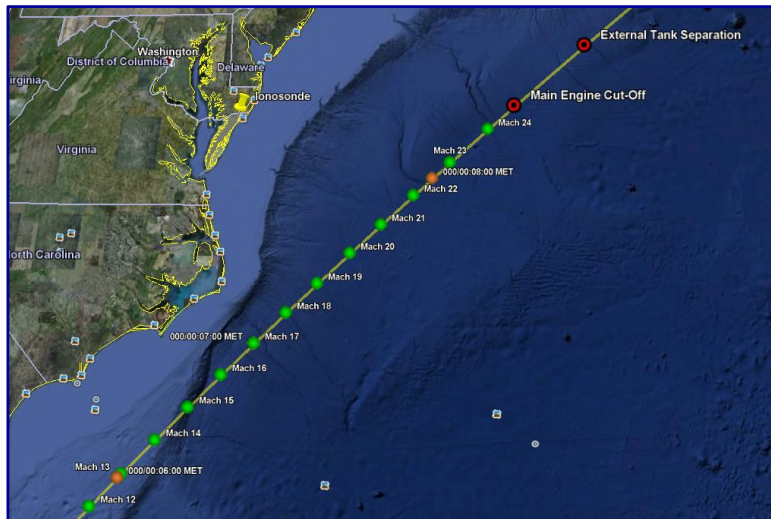 External Tank Separation
Washington
District of Columbia
Delaware
irginia
Ionosonde
Main Engine Cut-Off
Mach 24
Virginia
Mach 23
000/00:08:00 MET
Mach 22
Mach 21
North Carolina
Mach 20
Mach 19
Mach 18
000/00:07:00 MET
Mach 17
Mach 16
Mach 15
Mach 14
Mach 13
000/00:06:00 MET
Mach 12